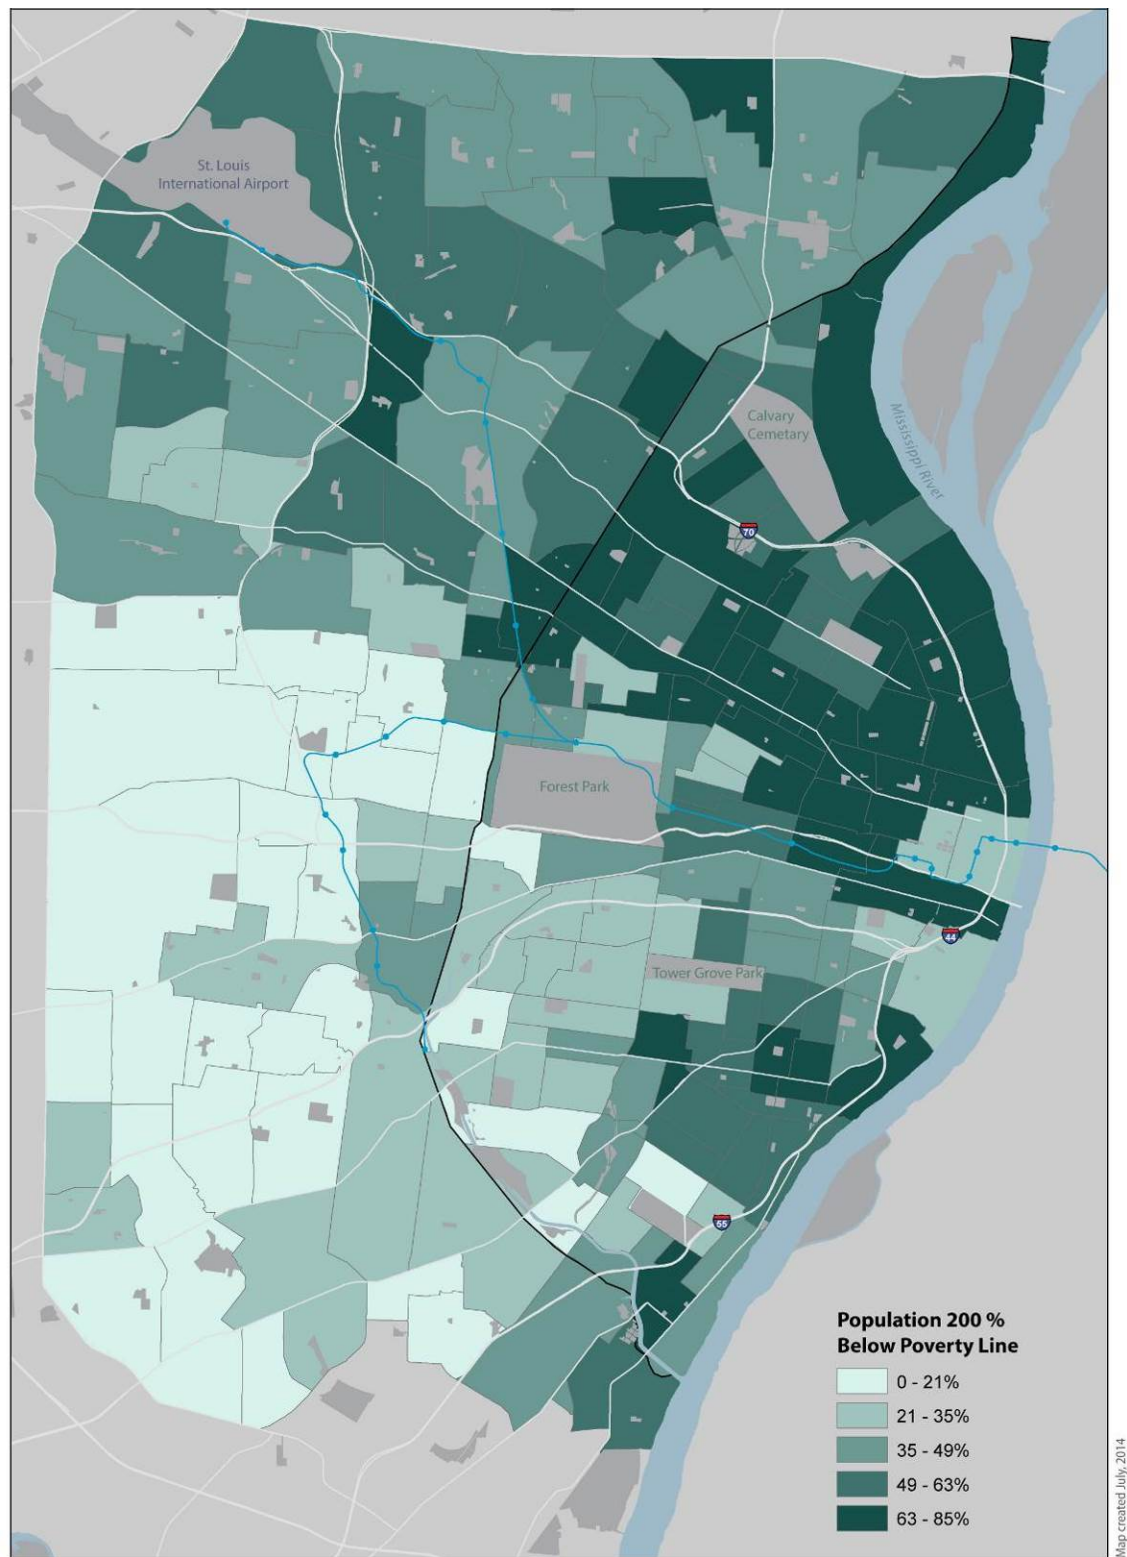 St. Louis
International Airport
Calvary
Cemetary
Mississippi River
70
Forest Park
44
Tower Grove Park
55
Population 200 %
Below Poverty Line
0 - 21%
21 - 35%
35 - 49%
49 - 63%
63 - 85%
Map created July, 2014